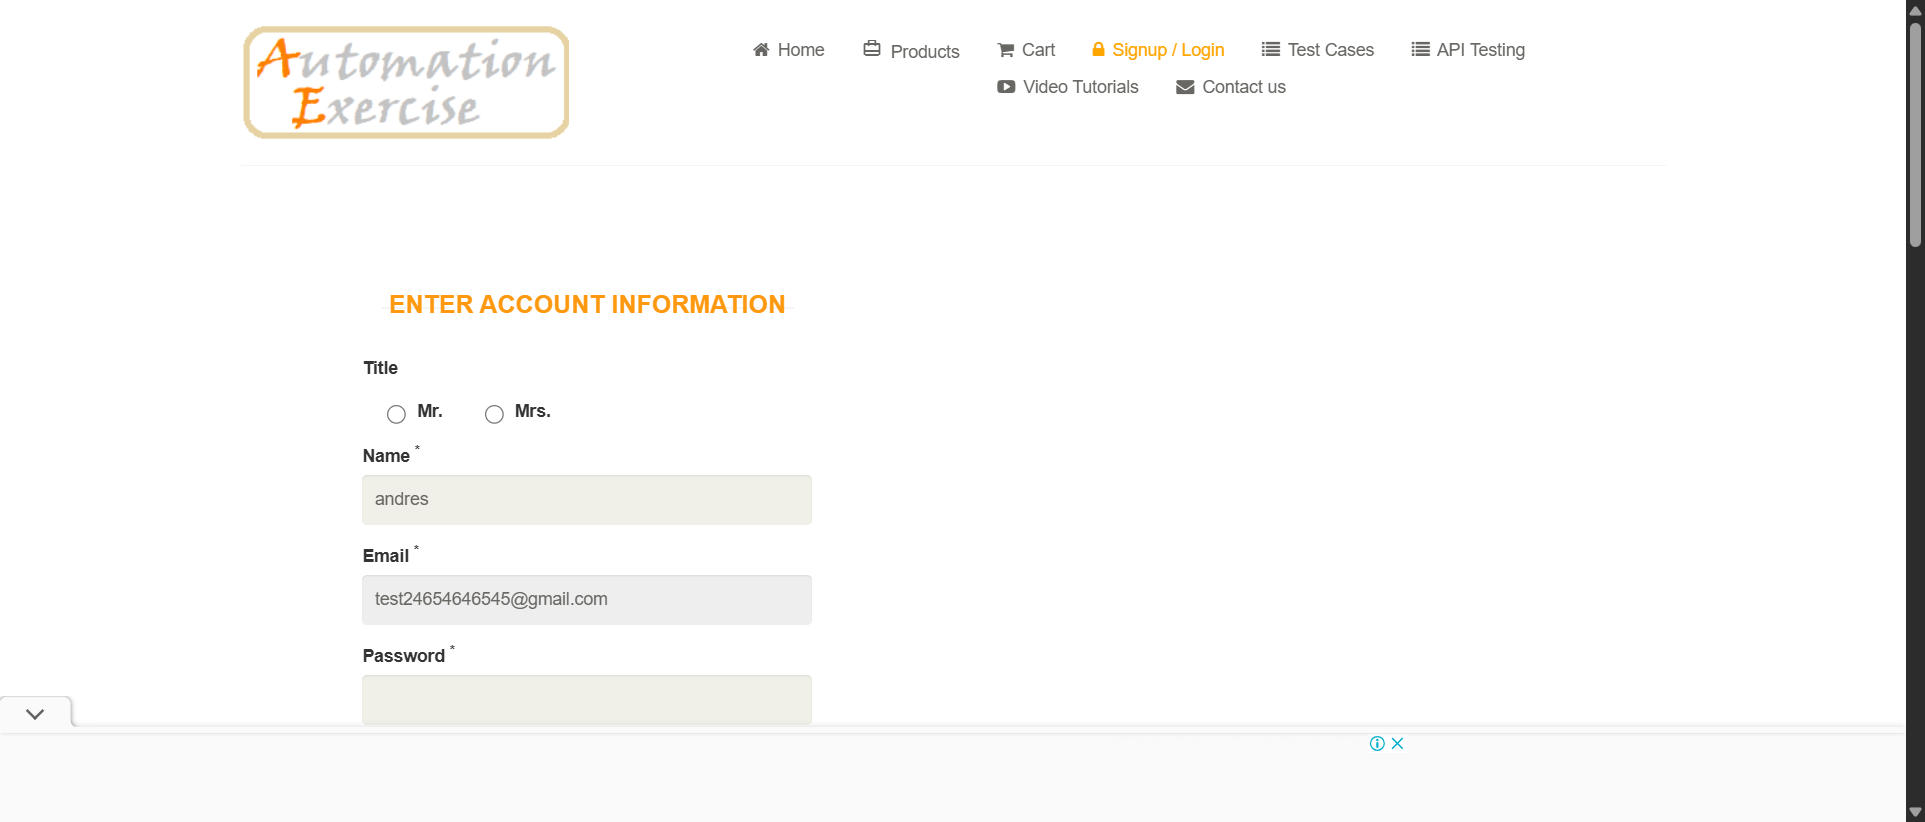 Automation
Exercise
Home
Products
Cart
Signup / Login
Test Cases
API Testing
Video Tutorials
Contact us
ENTER ACCOUNT INFORMATION
Title
Mr.
Mrs.
Name *
andres
Email *
test24654646545@gmail.com
Password *